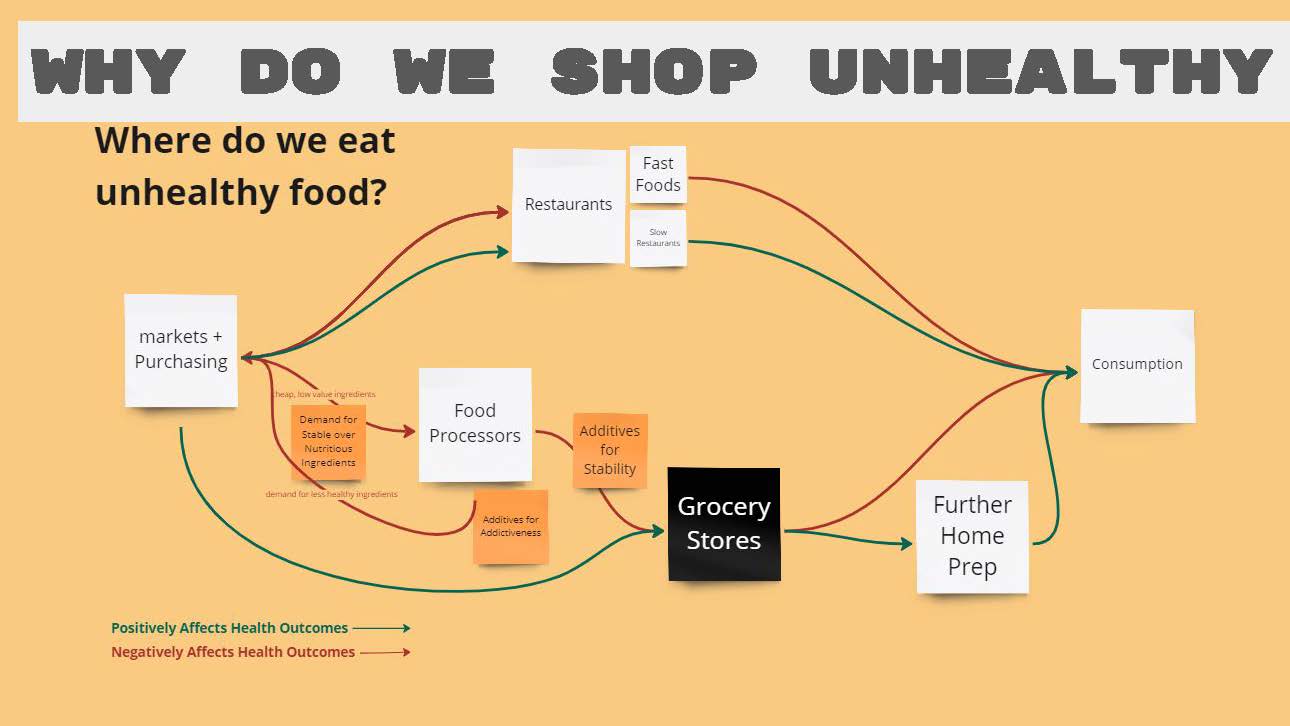 WHY DO WE SHOP UNHEALTHY
Where do we eat
unhealthy food?
Restaurants
Fast
Foods
Slow
Restaurants
markets +
Purchasing
cheap, low value ingredients
Demand for
Stable over
Nutritious
Ingredients
demand for less healthy ingredients
Food
Processors
Additives
for
Stability
Additives for
Addictiveness
Grocery
Stores
Further
Home
Prep
Consumption
Positively Affects Health Outcomes
Negatively Affects Health Outcomes